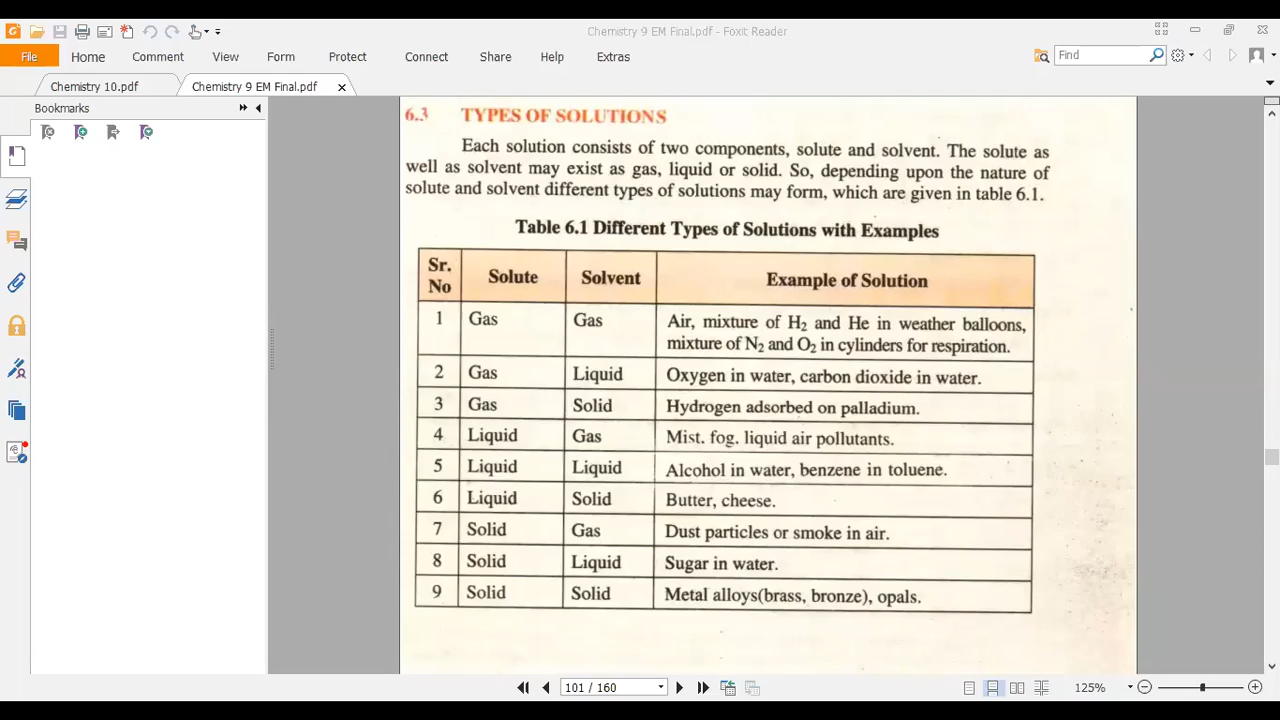 Chemistry 9 EM Final.pdf - Foxit Reader
File Home Comment View Form Protect Connect Share Help Extras Find
Chemistry 10.pdf Chemistry 9 EM Final.pdf
Bookmarks
6.3 TYPES OF SOLUTIONS
Each solution consists of two components, solute and solvent. The solute as
well as solvent may exist as gas, liquid or solid. So, depending upon the nature of
solute and solvent different types of solutions may form, which are given in table 6.1.
Table 6.1 Different Types of Solutions with Examples
Sr. No Solute Solvent Example of Solution
1 Gas Gas Air, mixture of H₂ and He in weather balloons,
mixture of N₂ and O₂ in cylinders for respiration.
2 Gas Liquid Oxygen in water, carbon dioxide in water.
3 Gas Solid Hydrogen adsorbed on palladium.
4 Liquid Gas Mist. fog. liquid air pollutants.
5 Liquid Liquid Alcohol in water, benzene in toluene.
6 Liquid Solid Butter, cheese.
7 Solid Gas Dust particles or smoke in air.
8 Solid Liquid Sugar in water.
9 Solid Solid Metal alloys(brass, bronze), opals.
101 / 160 125%